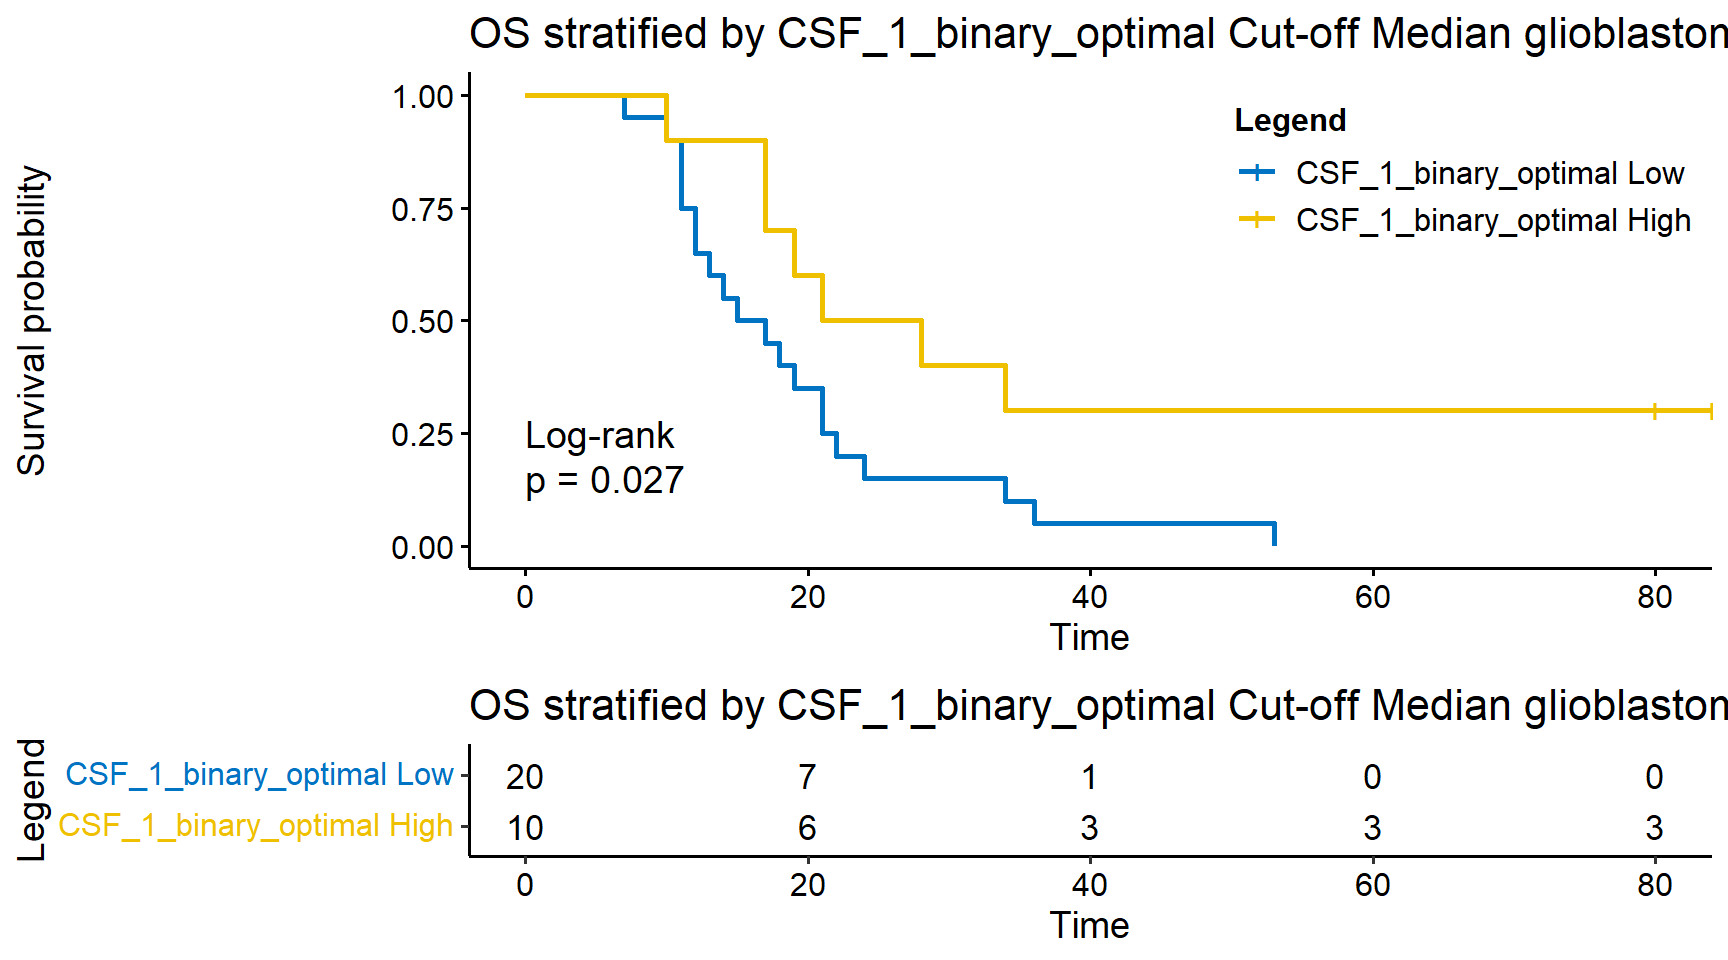 OS stratified by CSF_1_binary_optimal Cut-off Median glioblastom
Survival probability
1.00
0.75
0.50
0.25
0.00
Legend
CSF_1_binary_optimal Low
CSF_1_binary_optimal High
Log-rank
p = 0.027
0 20 40 60 80
Time
OS stratified by CSF_1_binary_optimal Cut-off Median glioblastom
Legend
CSF_1_binary_optimal Low 20 7 1 0 0
CSF_1_binary_optimal High 10 6 3 3 3
0 20 40 60 80
Time